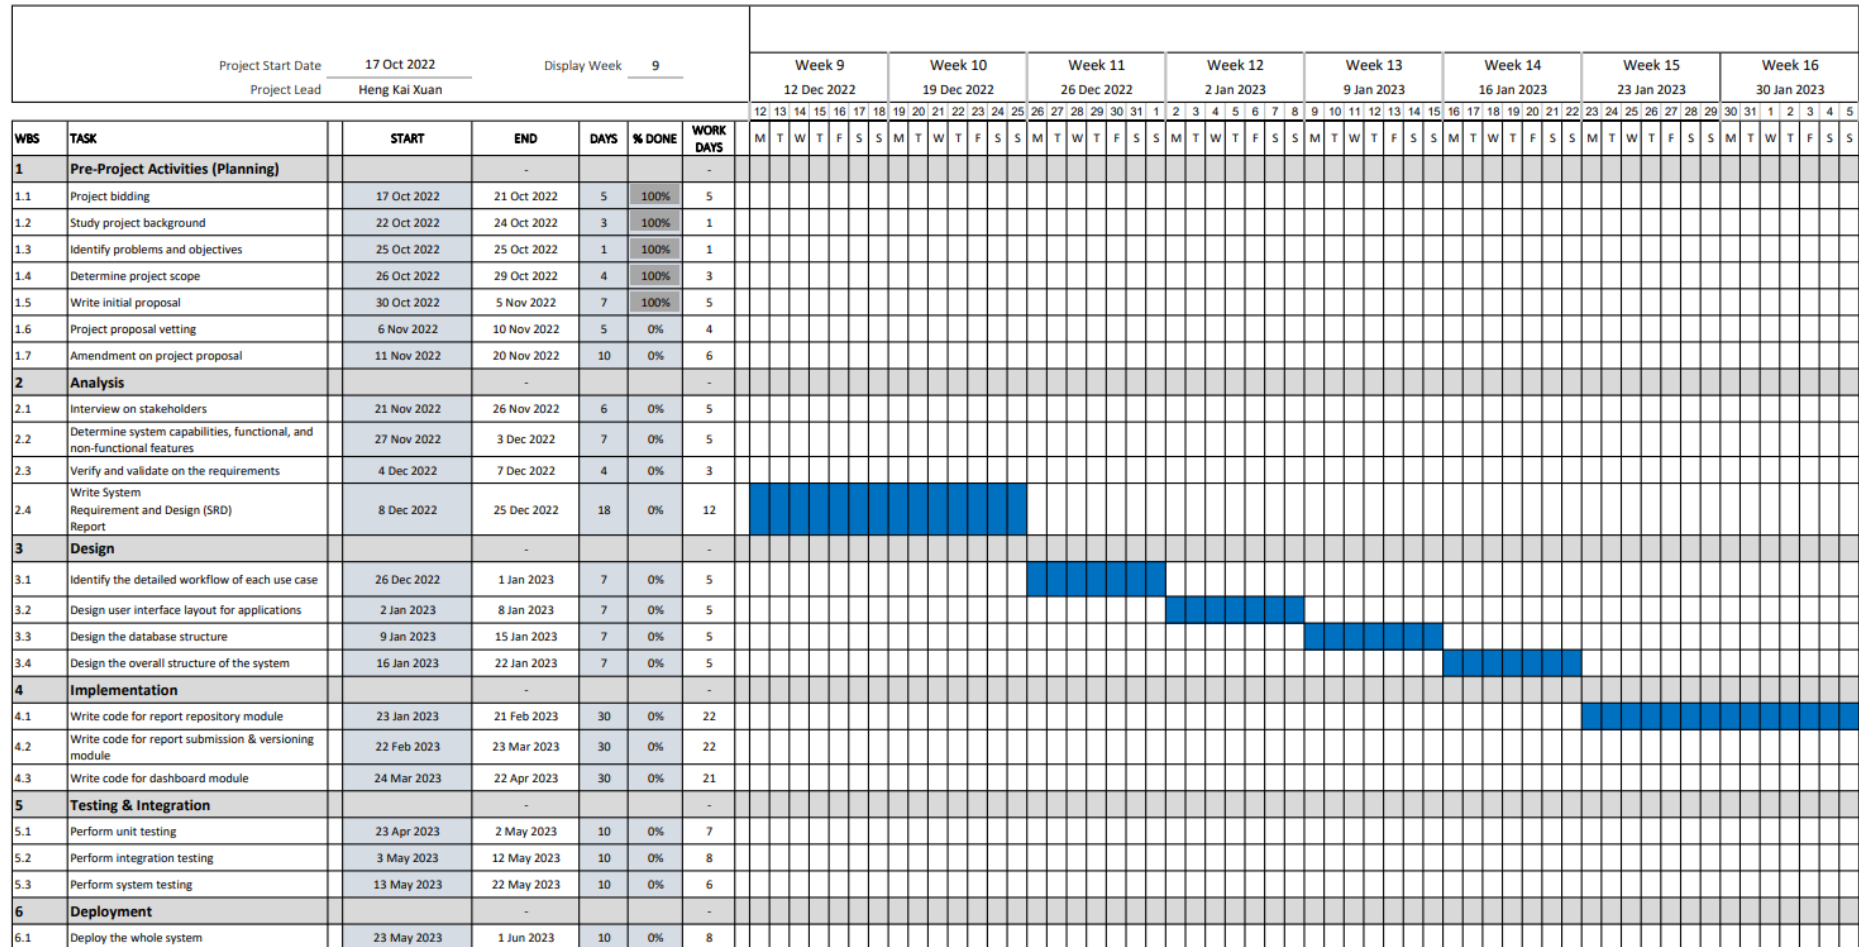 Week 9 Week 10 Week 11 Week 12 Week 13 Week 14 Week 15 Week 16
Project Start Date 17 Oct 2022 Display Week 9
Project Lead Heng Kai Xuan
12 Dec 2022 19 Dec 2022 26 Dec 2022 2 Jan 2023 9 Jan 2023 16 Jan 2023 23 Jan 2023 30 Jan 2023
12 13 14 15 16 17 18 19 20 21 22 23 24 25 26 27 28 29 30 31 1 2 3 4 5 6 7 8 9 10 11 12 13 14 15 16 17 18 19 20 21 22 23 24 25 26 27 28 29 30 31 1 2 3 4 5
WBS TASK START END DAYS % DONE WORK DAYS M T W T F S S M T W T F S S M T W T F S S M T W T F S S M T W T F S S M T W T F S S M T W T F S S M T W T F S S
1 Pre-Project Activities (Planning) - -
1.1 Project bidding 17 Oct 2022 21 Oct 2022 5 100% 5
1.2 Study project background 22 Oct 2022 24 Oct 2022 3 100% 1
1.3 Identify problems and objectives 25 Oct 2022 25 Oct 2022 1 100% 1
1.4 Determine project scope 26 Oct 2022 29 Oct 2022 4 100% 3
1.5 Write initial proposal 30 Oct 2022 5 Nov 2022 7 100% 5
1.6 Project proposal vetting 6 Nov 2022 10 Nov 2022 5 0% 4
1.7 Amendment on project proposal 11 Nov 2022 20 Nov 2022 10 0% 6
2 Analysis - -
2.1 Interview on stakeholders 21 Nov 2022 26 Nov 2022 6 0% 5
2.2 Determine system capabilities, functional, and
non-functional features 27 Nov 2022 3 Dec 2022 7 0% 5
2.3 Verify and validate on the requirements 4 Dec 2022 7 Dec 2022 4 0% 3
Write System
2.4 Requirement and Design (SRD) 8 Dec 2022 25 Dec 2022 18 0% 12
Report
3 Design - -
3.1 Identify the detailed workflow of each use case 26 Dec 2022 1 Jan 2023 7 0% 5
3.2 Design user interface layout for applications 2 Jan 2023 8 Jan 2023 7 0% 5
3.3 Design the database structure 9 Jan 2023 15 Jan 2023 7 0% 5
3.4 Design the overall structure of the system 16 Jan 2023 22 Jan 2023 7 0% 5
4 Implementation - -
4.1 Write code for report repository module 23 Jan 2023 21 Feb 2023 30 0% 22
4.2 Write code for report submission & versioning
module 22 Feb 2023 23 Mar 2023 30 0% 22
4.3 Write code for dashboard module 24 Mar 2023 22 Apr 2023 30 0% 21
5 Testing & Integration - -
5.1 Perform unit testing 23 Apr 2023 2 May 2023 10 0% 7
5.2 Perform integration testing 3 May 2023 12 May 2023 10 0% 8
5.3 Perform system testing 13 May 2023 22 May 2023 10 0% 6
6 Deployment - -
6.1 Deploy the whole system 23 May 2023 1 Jun 2023 10 0% 8